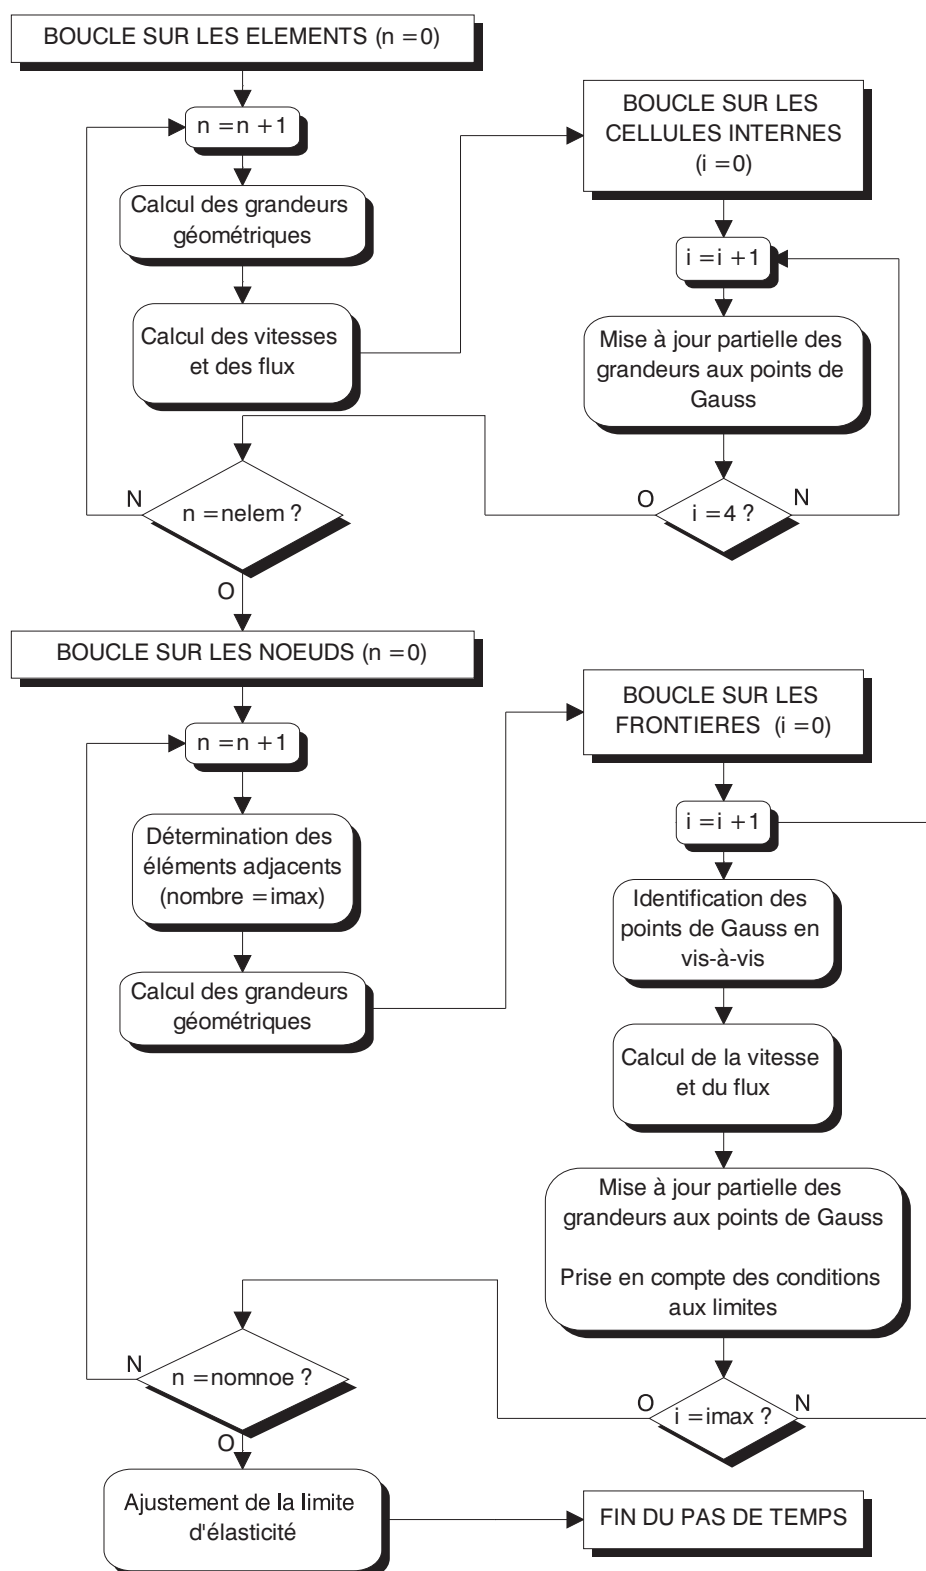 BOUCLE SUR LES ELEMENTS (n =0)
n =n +1
Calcul des grandeurs
géométriques
Calcul des vitesses
et des flux
BOUCLE SUR LES
CELLULES INTERNES
(i =0)
i =i +1
Mise à jour partielle des
grandeurs aux points de
Gauss
i =4 ?
O
N
n =nelem ?
N
O
BOUCLE SUR LES NOEUDS (n =0)
n =n +1
Détermination des
éléments adjacents
(nombre =imax)
Calcul des grandeurs
géométriques
BOUCLE SUR LES
FRONTIERES (i =0)
i =i +1
Identification des
points de Gauss en
vis-à-vis
Calcul de la vitesse
et du flux
Mise à jour partielle des
grandeurs aux points de Gauss
Prise en compte des conditions
aux limites
i =imax ?
O
N
n =nomnoe ?
N
O
Ajustement de la limite
d'élasticité
FIN DU PAS DE TEMPS